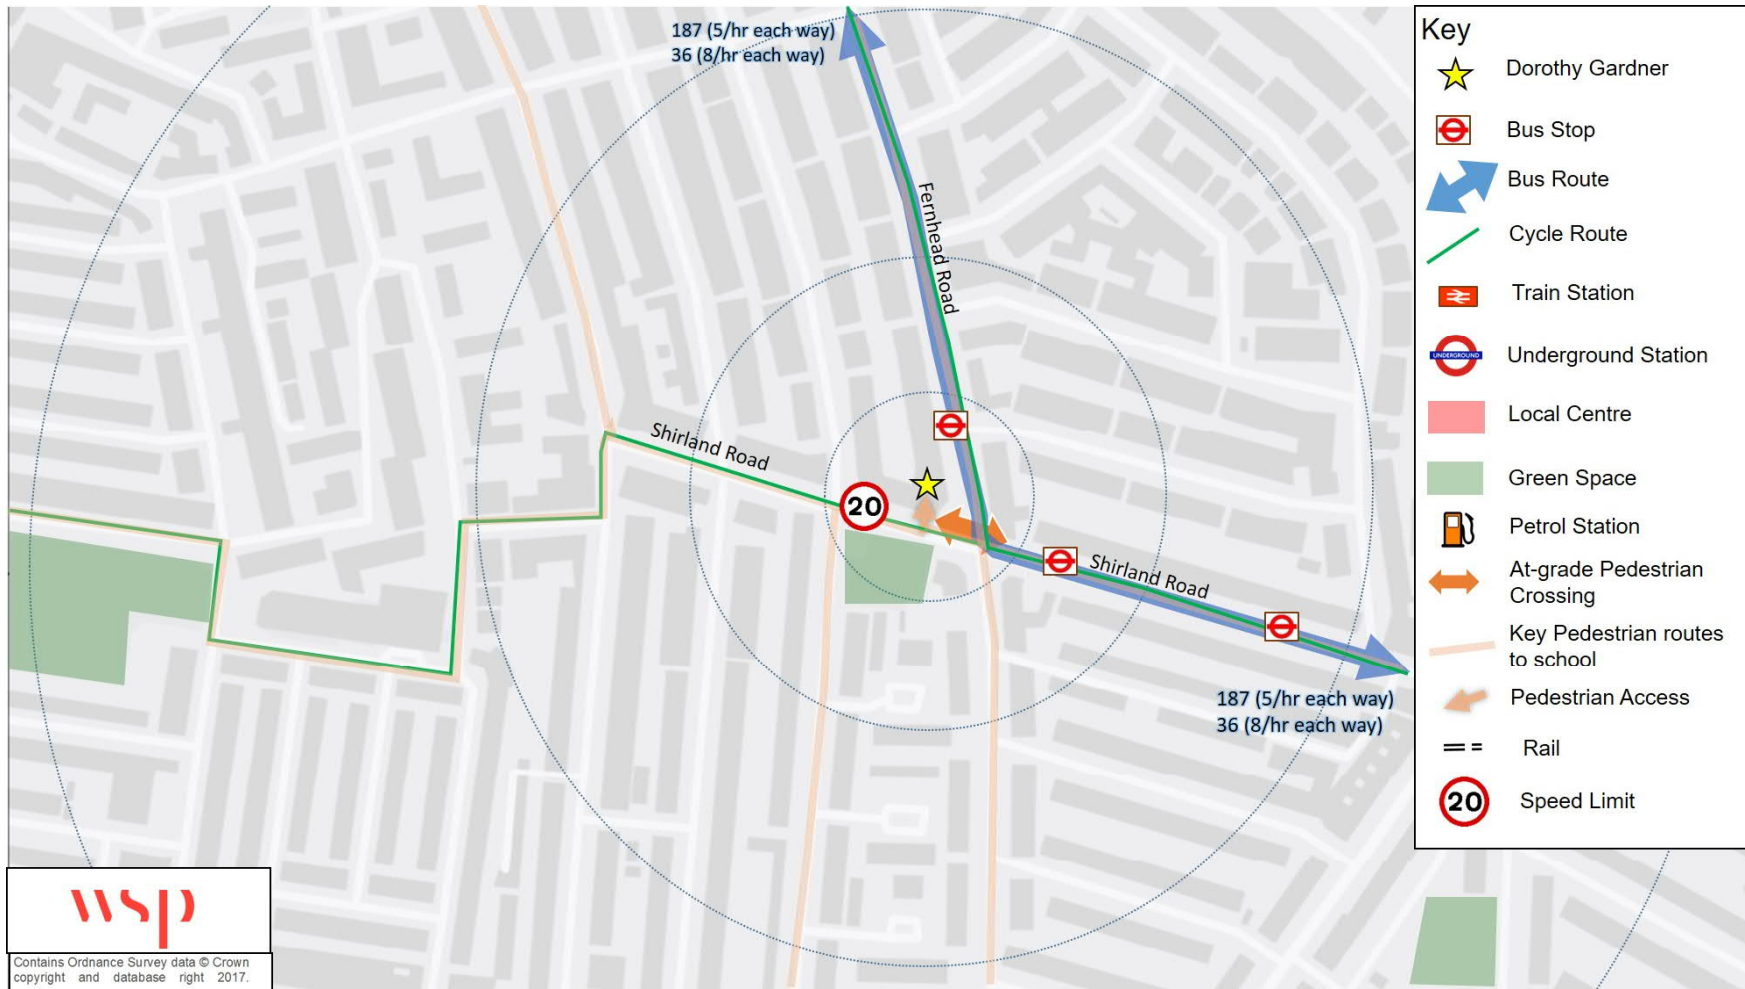 187 (5/hr each way)
36 (8/hr each way)
Fernhead Road
Shirland Road
20
Shirland Road
187 (5/hr each way)
36 (8/hr each way)
Key
Dorothy Gardner
Bus Stop
Bus Route
Cycle Route
Train Station
UNDERGROUND
Underground Station
Local Centre
Green Space
Petrol Station
At-grade Pedestrian
Crossing
Key Pedestrian routes
to school
Pedestrian Access
Rail
20
Speed Limit
wsp
Contains Ordnance Survey data © Crown
copyright and database right 2017.